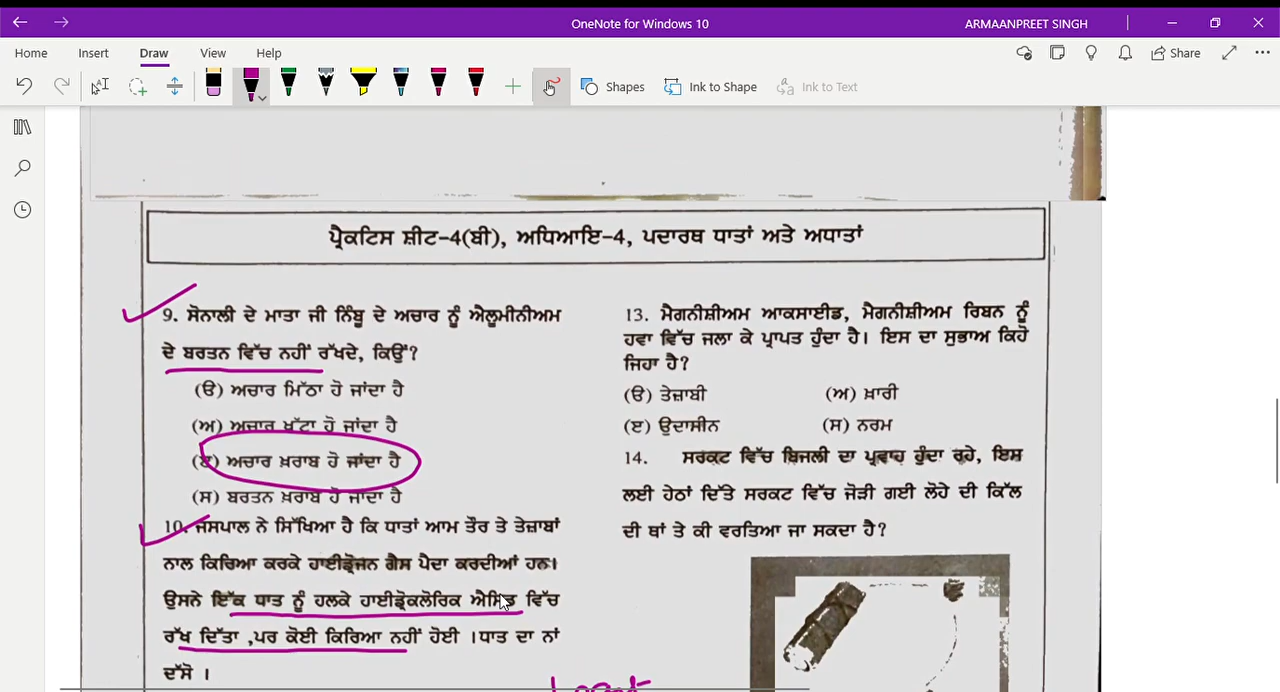 OneNote for Windows 10
ARMAANPREET SINGH
Home Insert Draw View Help
Share
Shapes
Ink to Shape
Ink to Text
ਪ੍ਰੈਕਟਿਸ ਸ਼ੀਟ-4(ਬੀ), ਅਧਿਆਇ-4, ਪਦਾਰਥ ਧਾਤਾਂ ਅਤੇ ਅਧਾਤਾਂ
9. ਸੋਨਾਲੀ ਦੇ ਮਾਤਾ ਜੀ ਨਿੰਬੂ ਦੇ ਅਚਾਰ ਨੂੰ ਐਲੂਮੀਨੀਅਮ
ਦੇ ਬਰਤਨ ਵਿੱਚ ਨਹੀਂ ਰੱਖਦੇ, ਕਿਉਂ?
(ੳ) ਅਚਾਰ ਮਿੱਠਾ ਹੋ ਜਾਂਦਾ ਹੈ
(ਅ) ਅਚਾਰ ਖੱਟਾ ਹੋ ਜਾਂਦਾ ਹੈ
(ੲ) ਅਚਾਰ ਖ਼ਰਾਬ ਹੋ ਜਾਂਦਾ ਹੈ
(ਸ) ਬਰਤਨ ਖ਼ਰਾਬ ਹੋ ਜਾਂਦਾ ਹੈ
10. ਜਸਪਾਲ ਨੇ ਸਿੱਖਿਆ ਹੈ ਕਿ ਧਾਤਾਂ ਆਮ ਤੌਰ ਤੇ ਤੇਜ਼ਾਬਾਂ
ਨਾਲ ਕਿਰਿਆ ਕਰਕੇ ਹਾਈਡ੍ਰੋਜਨ ਗੈਸ ਪੈਦਾ ਕਰਦੀਆਂ ਹਨ।
ਉਸਨੇ ਇੱਕ ਧਾਤ ਨੂੰ ਹਲਕੇ ਹਾਈਡ੍ਰੋਕਲੋਰਿਕ ਐਸਿਡ ਵਿੱਚ
ਰੱਖ ਦਿੱਤਾ ,ਪਰ ਕੋਈ ਕਿਰਿਆ ਨਹੀਂ ਹੋਈ ।ਧਾਤ ਦਾ ਨਾਂ
ਦੱਸੋ ।
13. ਮੈਗਨੀਸ਼ੀਅਮ ਆਕਸਾਈਡ, ਮੈਗਨੀਸ਼ੀਅਮ ਰਿਬਨ ਨੂੰ
ਹਵਾ ਵਿੱਚ ਜਲਾ ਕੇ ਪ੍ਰਾਪਤ ਹੁੰਦਾ ਹੈ। ਇਸ ਦਾ ਸੁਭਾਅ ਕਿਹੋ
ਜਿਹਾ ਹੈ?
(ੳ) ਤੇਜ਼ਾਬੀ (ਅ) ਖ਼ਾਰੀ
(ੲ) ਉਦਾਸੀਨ (ਸ) ਨਰਮ
14. ਸਰਕਟ ਵਿੱਚ ਬਿਜਲੀ ਦਾ ਪ੍ਰਵਾਹ ਹੁੰਦਾ ਰਹੇ, ਇਸ
ਲਈ ਹੇਠਾਂ ਦਿੱਤੇ ਸਰਕਟ ਵਿੱਚ ਜੋੜੀ ਗਈ ਲੋਹੇ ਦੀ ਕਿੱਲ
ਦੀ ਥਾਂ ਤੇ ਕੀ ਵਰਤਿਆ ਜਾ ਸਕਦਾ ਹੈ?